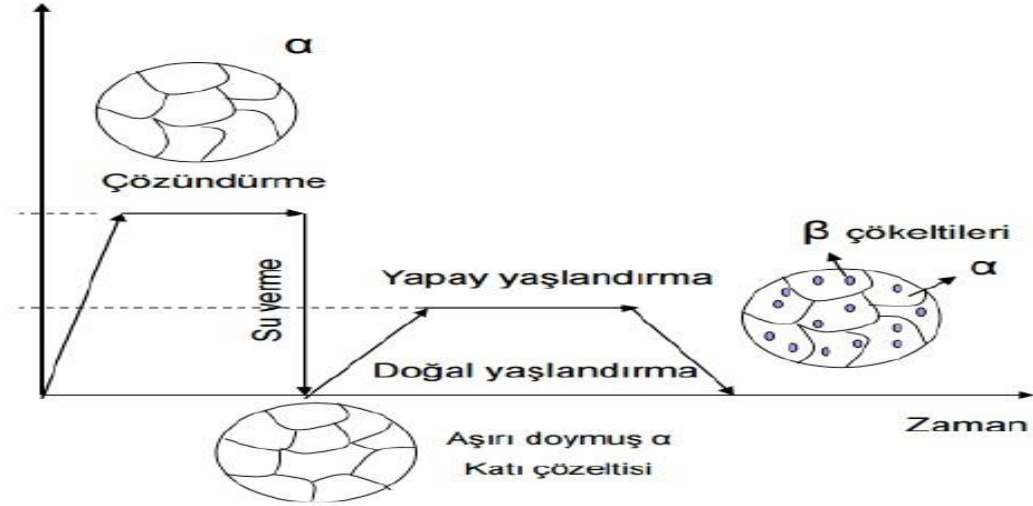 α
Çözündürme
Su verme
Yapay yaşlandırma
Doğal yaşlandırma
β çökeltileri
α
Zaman
Aşırı doymuş α
Katı çözeltisi